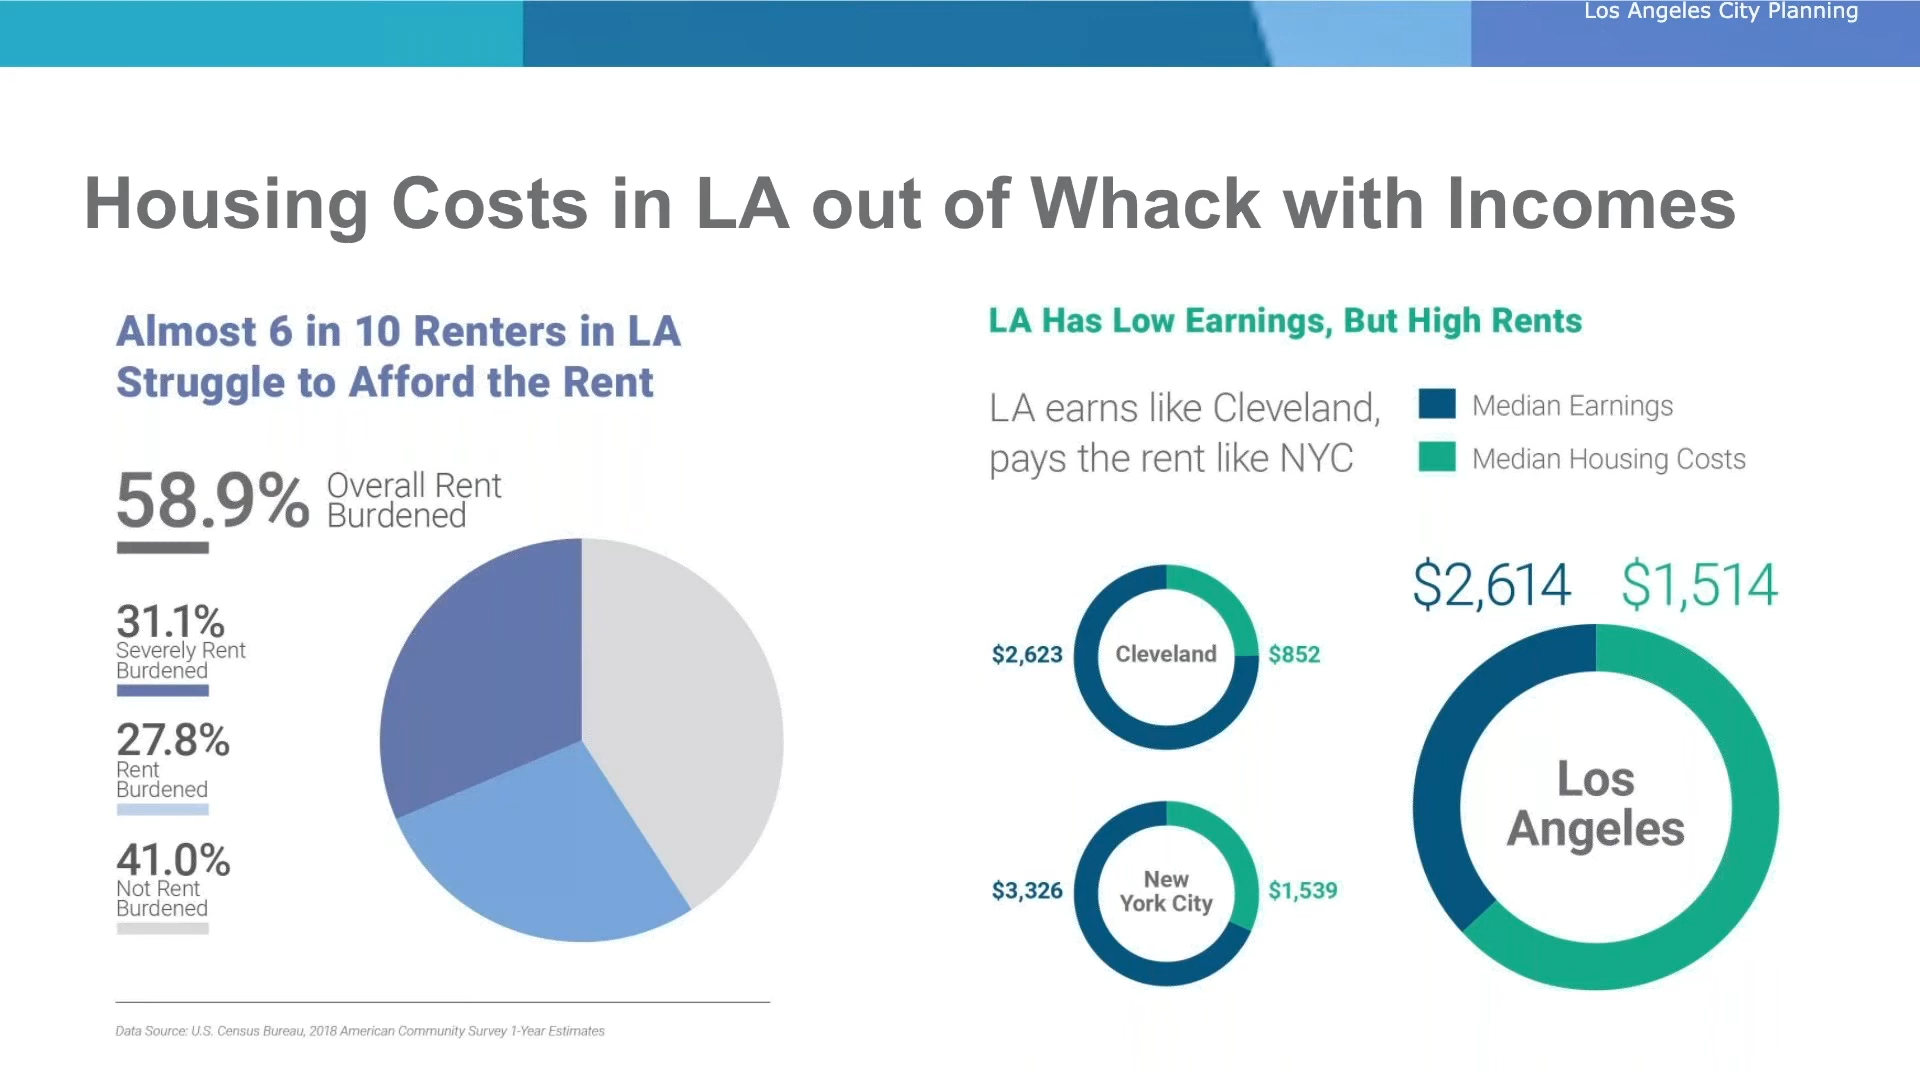 Los Angeles City Planning
Housing Costs in LA out of Whack with Incomes
Almost 6 in 10 Renters in LA
Struggle to Afford the Rent
58.9% Overall Rent
Burdened
31.1%
Severely Rent
Burdened
27.8%
Rent
Burdened
41.0%
Not Rent
Burdened
Data Source: U.S. Census Bureau, 2018 American Community Survey 1-Year Estimates
LA Has Low Earnings, But High Rents
LA earns like Cleveland,
pays the rent like NYC
Median Earnings
Median Housing Costs
$2,623 Cleveland $852
$3,326 New
York City $1,539
$2,614 $1,514
Los
Angeles